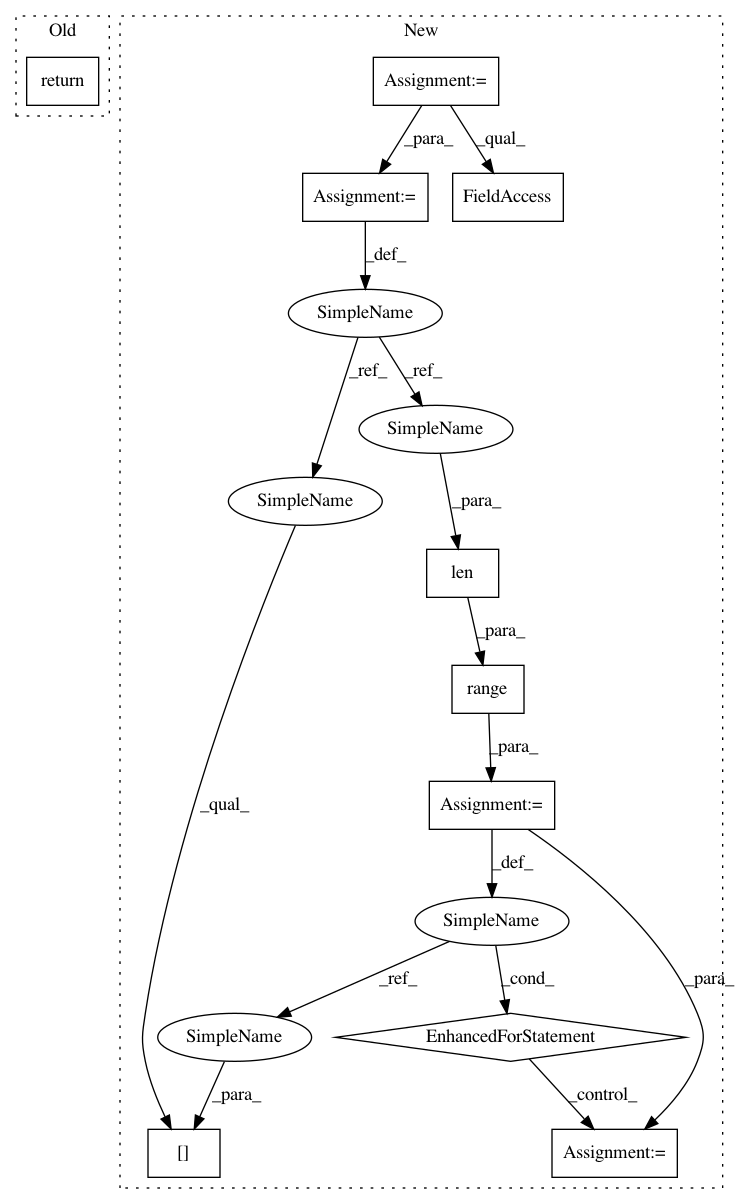 Old
New
return
Assignment:=
_para_
_qual_
Assignment:=
FieldAccess
_def_
SimpleName
_ref_
_ref_
SimpleName
SimpleName
_para_
len
_para_
range
_para_
_qual_
Assignment:=
_def_
SimpleName
_ref_
_cond_
_para_
SimpleName
EnhancedForStatement
_para_
_control_
[]
Assignment:=